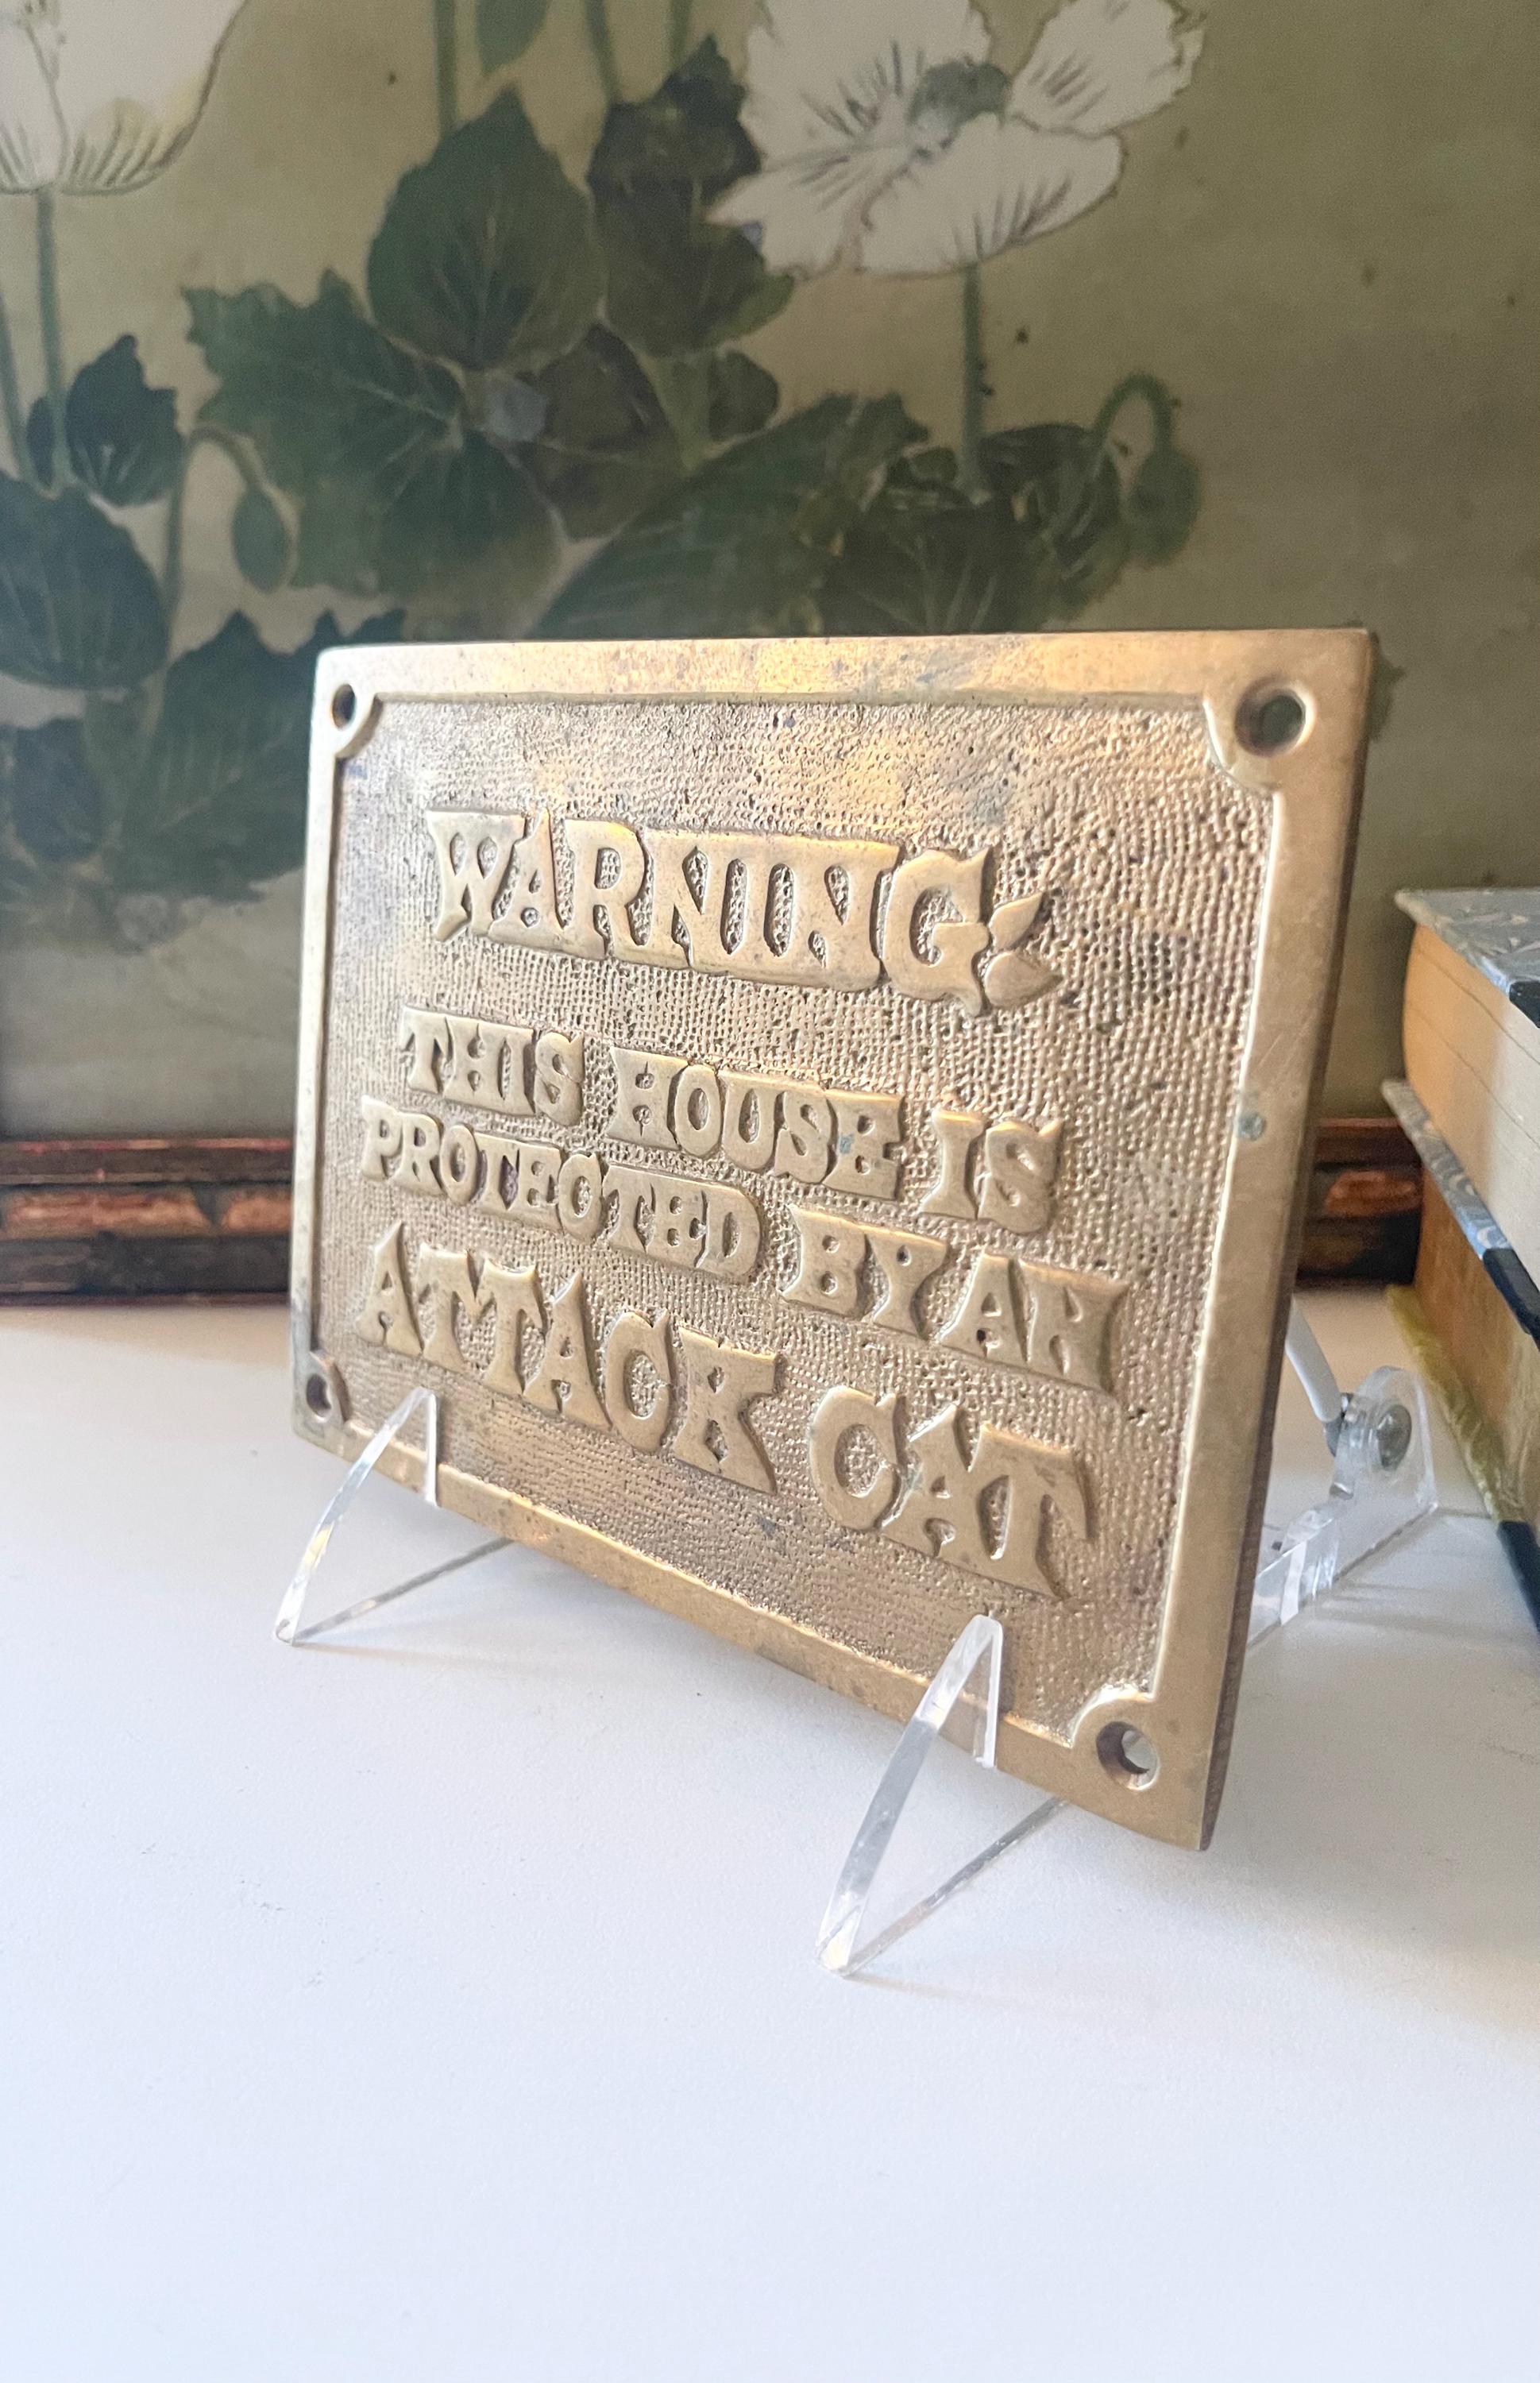 WARNING
THIS HOUSE IS
PROTECTED BY AN
ATTACK CAT